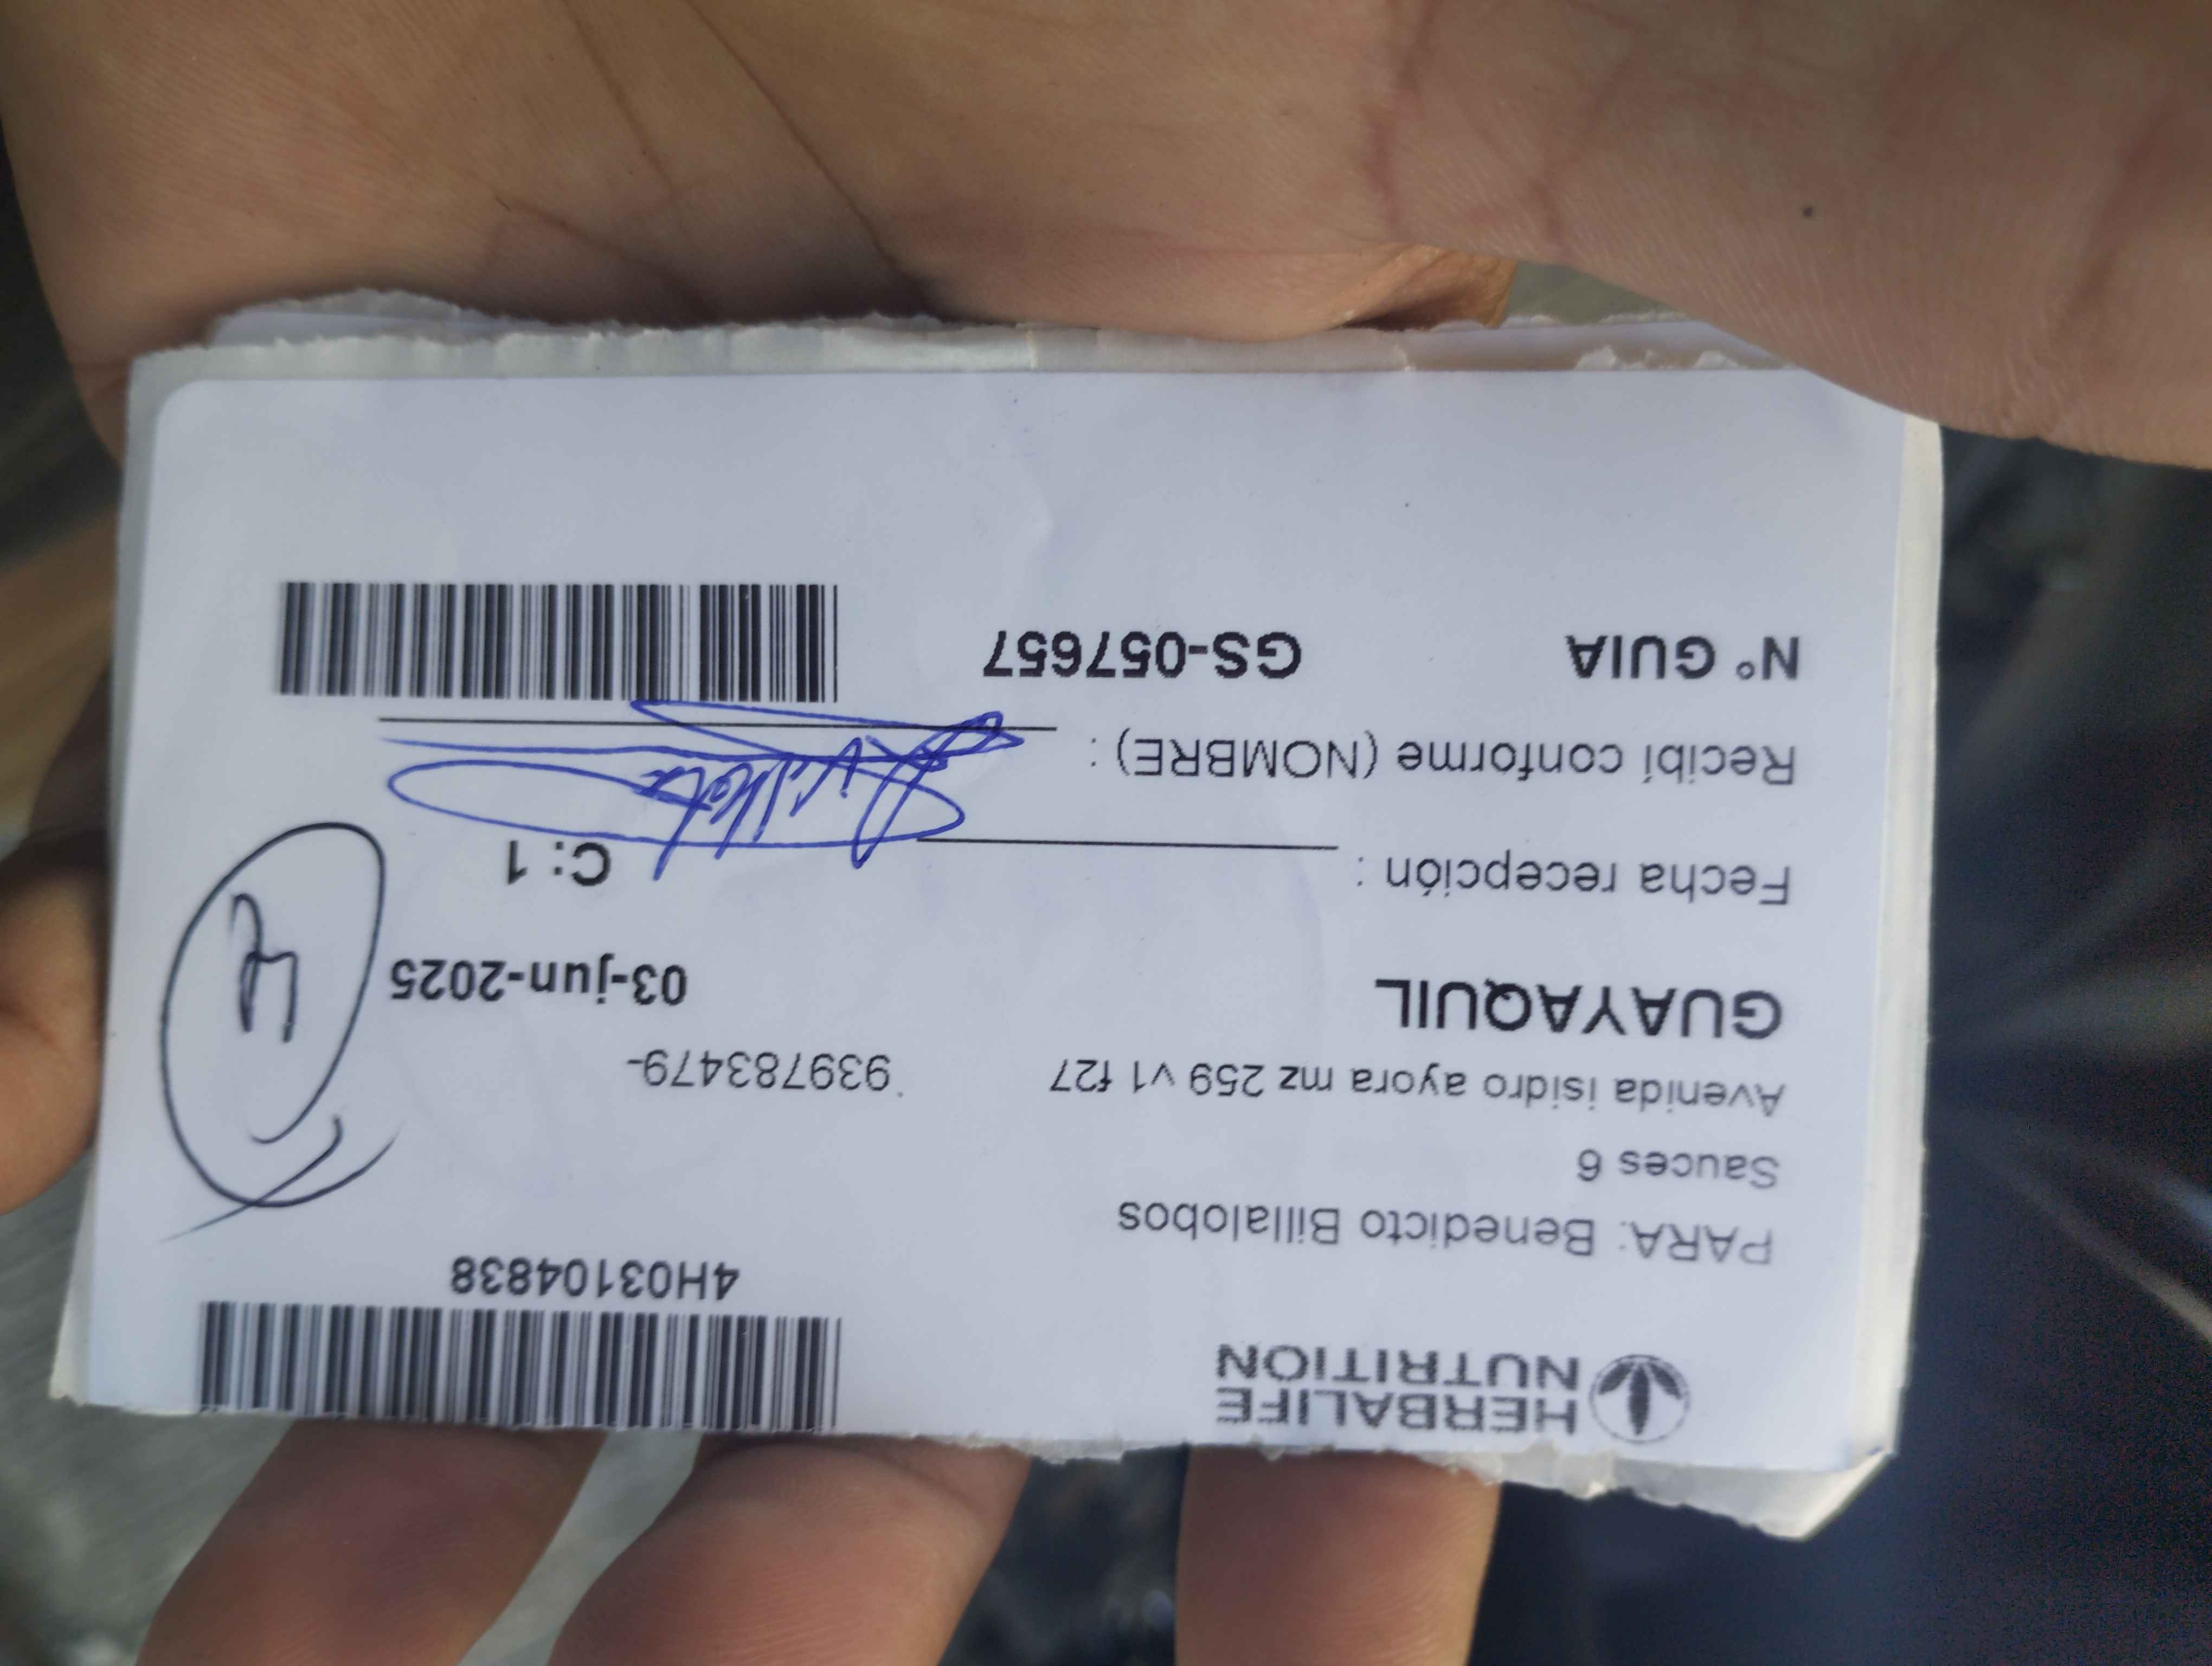 HERBALIFE
NUTRITION
4H03104838
PARA: Benedicto Billalobos
Sauces 6
Avenida isidro ayora mz 259 v1 f27
939783479-
GUAYAQUIL
03-jun-2025
Fecha recepción :
C: 1
Recibí conforme (NOMBRE) :
Nº GUIA
GS-057657